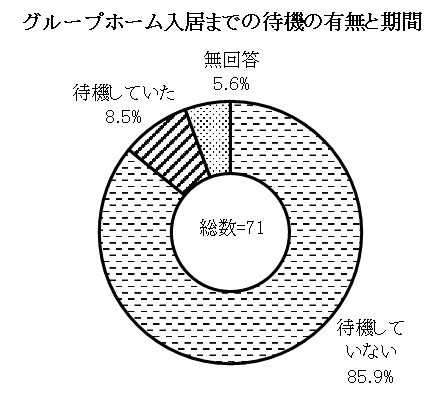 グループホーム入居までの待機の有無と期間
無回答
5.6%
待機していた
8.5%
総数=71
待機して
いない
85.9%